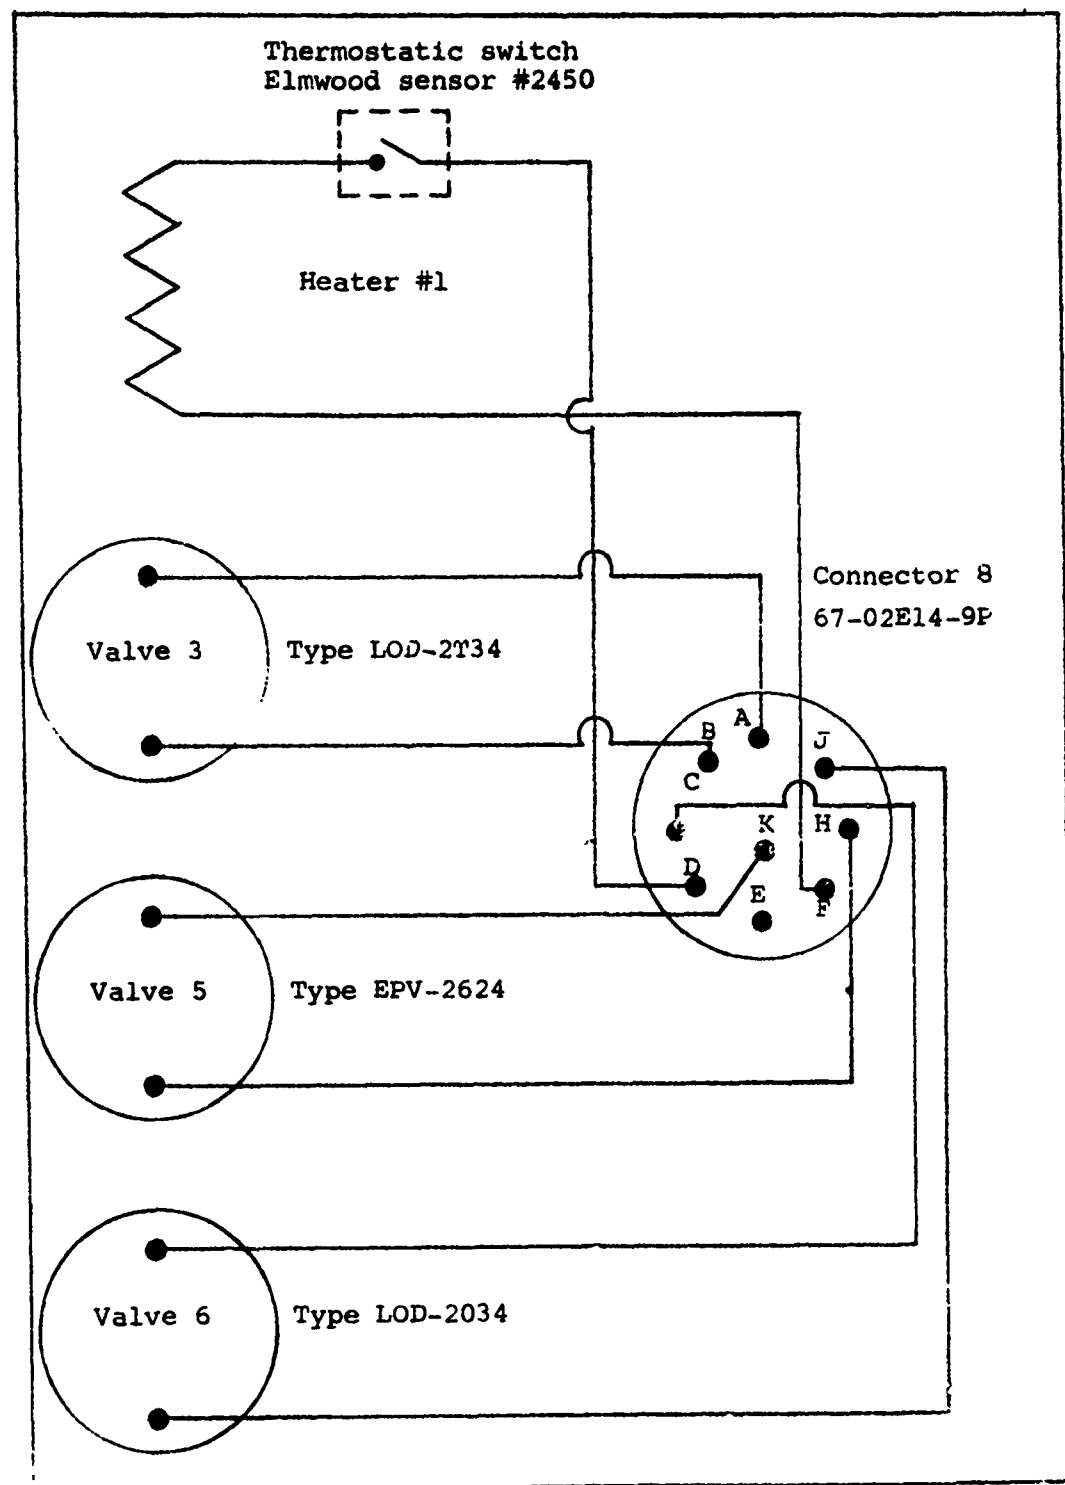 Thermostatic switch
Elmwood sensor #2450
Heater #1
Connector 8
67-02E14-9P
Valve 3
Type LOD-2T34
A
B
J
C
K
H
D
E
F
Valve 5
Type EPV-2624
Valve 6
Type LOD-2034